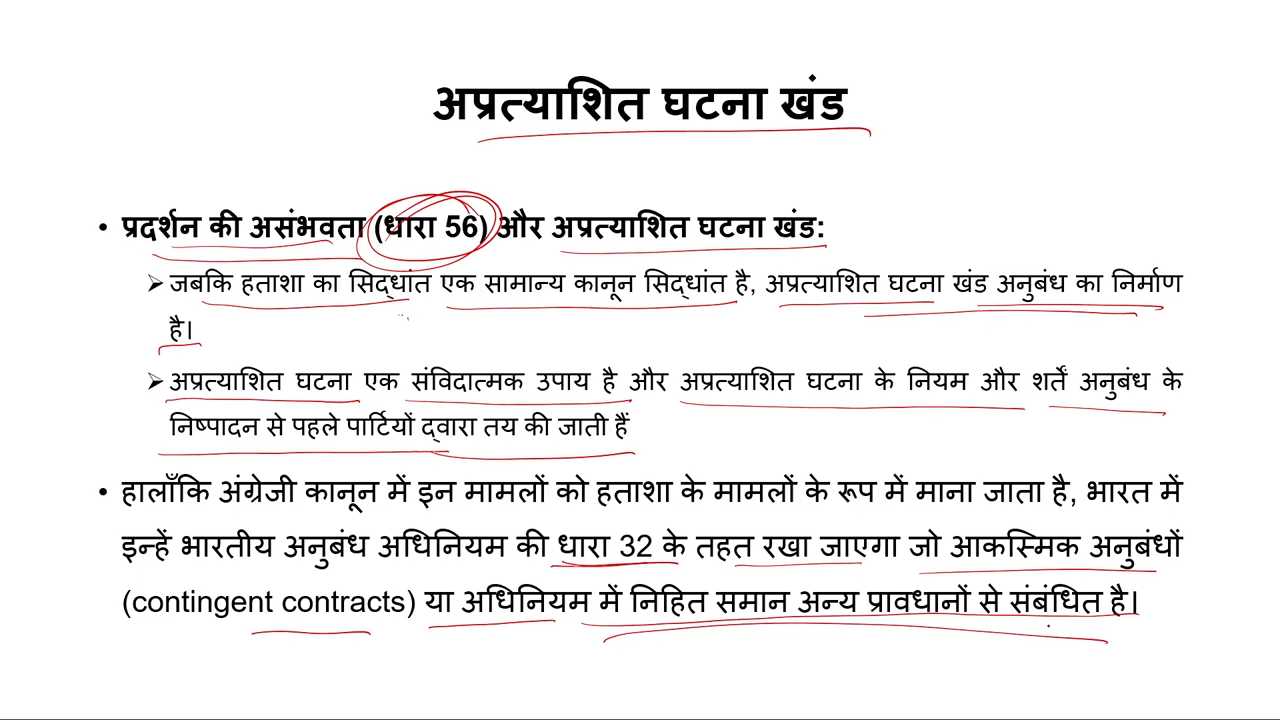 अप्रत्याशित घटना खंड
• प्रदर्शन की असंभवता (धारा 56) और अप्रत्याशित घटना खंड:
➢ जबकि हताशा का सिद्धांत एक सामान्य कानून सिद्धांत है, अप्रत्याशित घटना खंड अनुबंध का निर्माण
है।
➢ अप्रत्याशित घटना एक संविदात्मक उपाय है और अप्रत्याशित घटना के नियम और शर्तें अनुबंध के
निष्पादन से पहले पार्टियों द्वारा तय की जाती हैं
• हालाँकि अंग्रेजी कानून में इन मामलों को हताशा के मामलों के रूप में माना जाता है, भारत में
इन्हें भारतीय अनुबंध अधिनियम की धारा 32 के तहत रखा जाएगा जो आकस्मिक अनुबंधों
(contingent contracts) या अधिनियम में निहित समान अन्य प्रावधानों से संबंधित है।